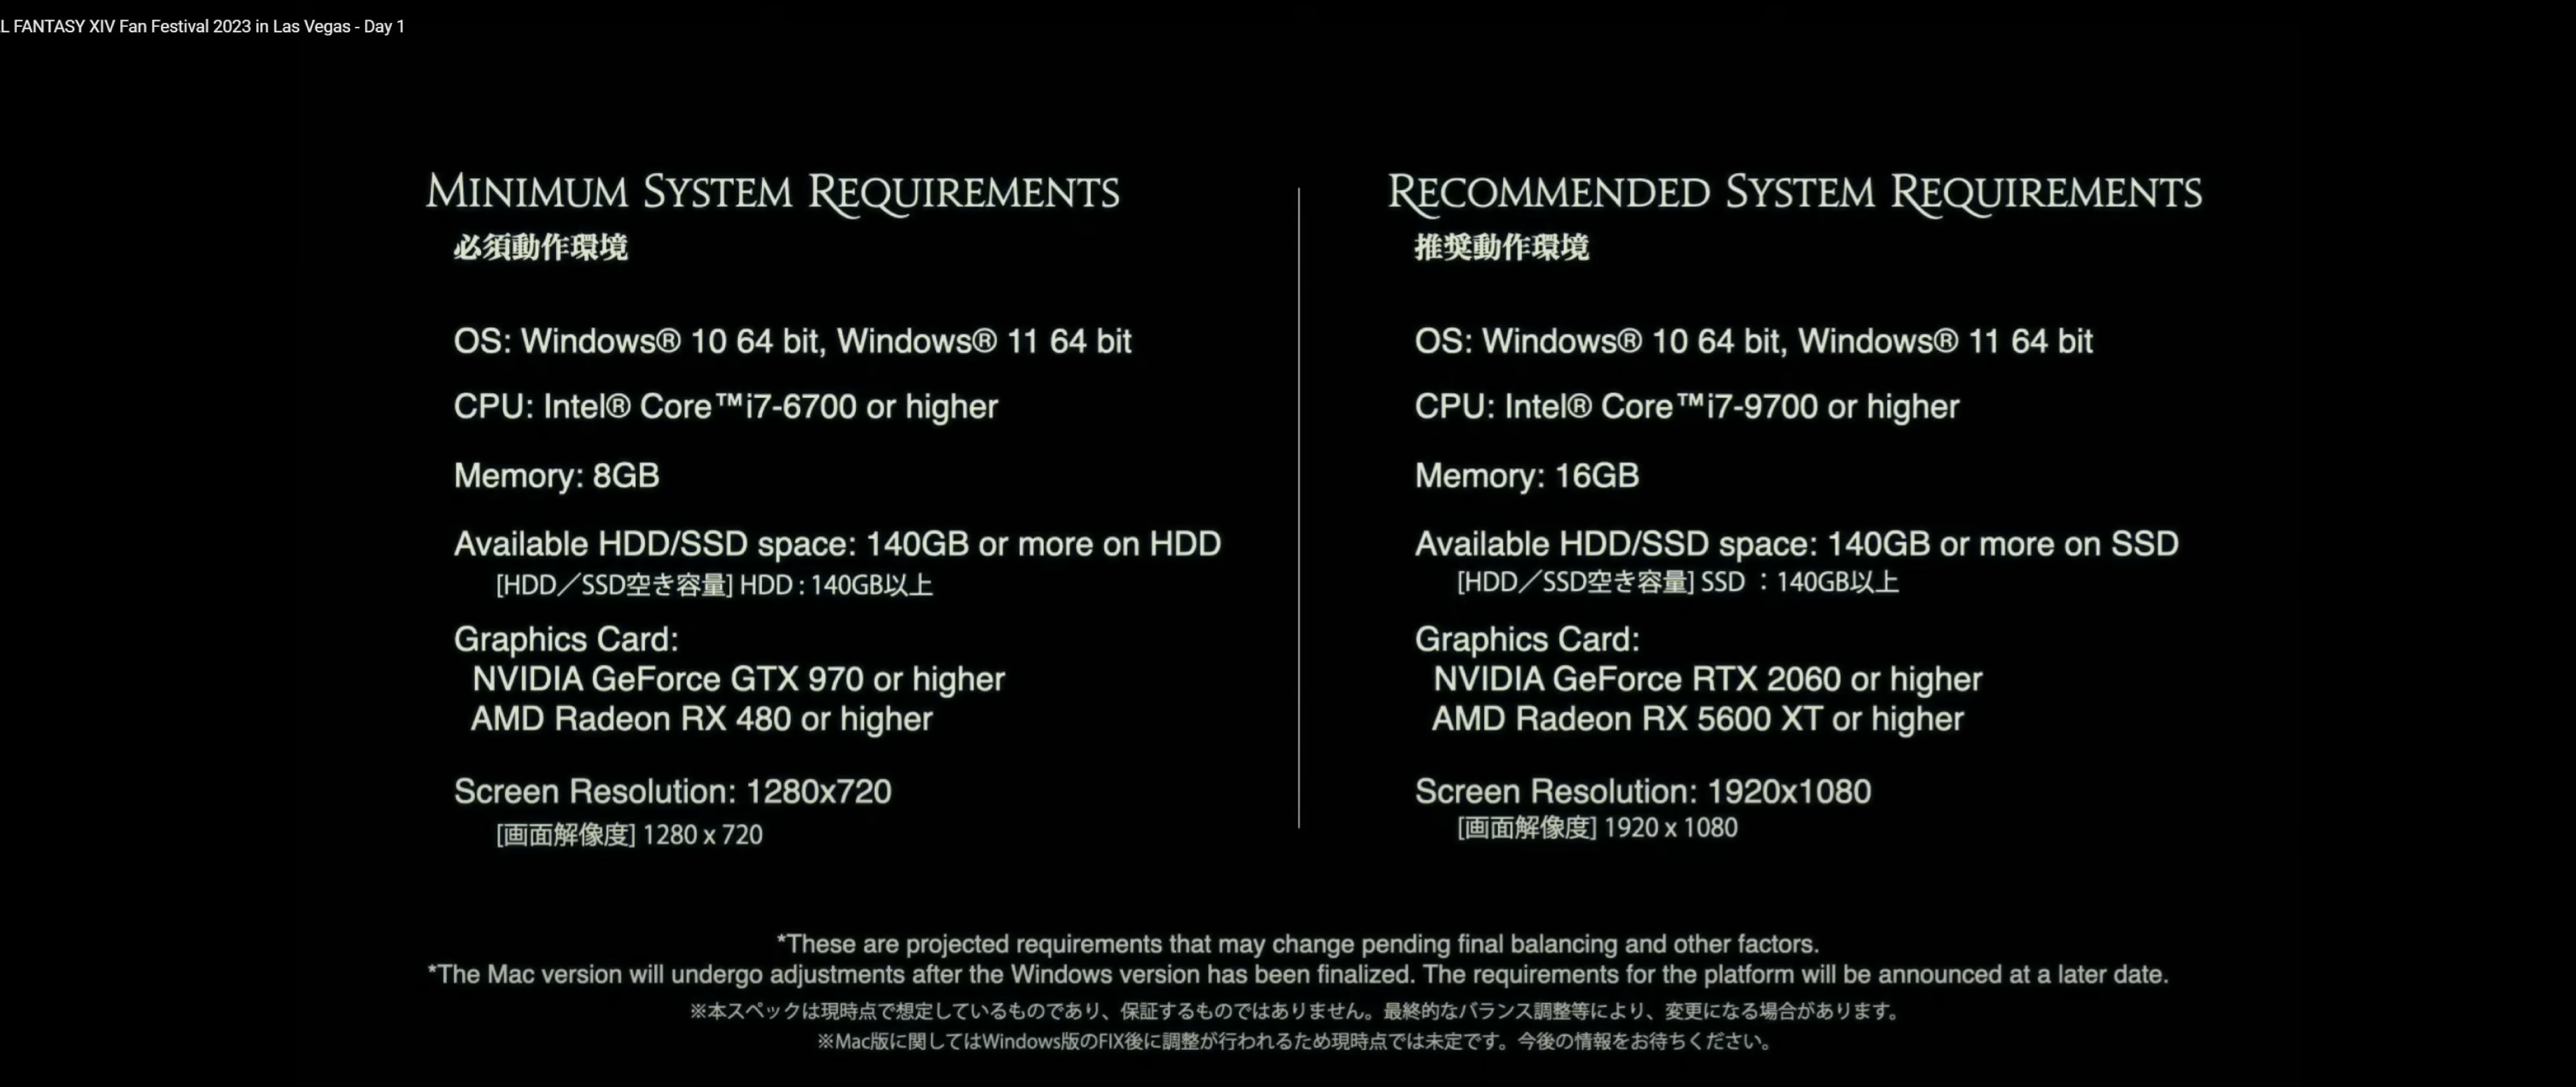 L FANTASY XIV Fan Festival 2023 in Las Vegas - Day 1
MINIMUM SYSTEM REQUIREMENTS
必須動作環境
OS: Windows® 10 64 bit, Windows® 11 64 bit
CPU: Intel® Core™i7-6700 or higher
Memory: 8GB
Available HDD/SSD space: 140GB or more on HDD
[HDD／SSD空き容量] HDD : 140GB以上
Graphics Card:
NVIDIA GeForce GTX 970 or higher
AMD Radeon RX 480 or higher
Screen Resolution: 1280x720
[画面解像度] 1280 x 720
RECOMMENDED SYSTEM REQUIREMENTS
推奨動作環境
OS: Windows® 10 64 bit, Windows® 11 64 bit
CPU: Intel® Core™i7-9700 or higher
Memory: 16GB
Available HDD/SSD space: 140GB or more on SSD
[HDD／SSD空き容量] SSD ：140GB以上
Graphics Card:
NVIDIA GeForce RTX 2060 or higher
AMD Radeon RX 5600 XT or higher
Screen Resolution: 1920x1080
[画面解像度] 1920 x 1080
*These are projected requirements that may change pending final balancing and other factors.
*The Mac version will undergo adjustments after the Windows version has been finalized. The requirements for the platform will be announced at a later date.
※本スペックは現時点で想定しているものであり、保証するものではありません。最終的なバランス調整等により、変更になる場合があります。
※Mac版に関してはWindows版のFIX後に調整が行われるため現時点では未定です。今後の情報をお待ちください。